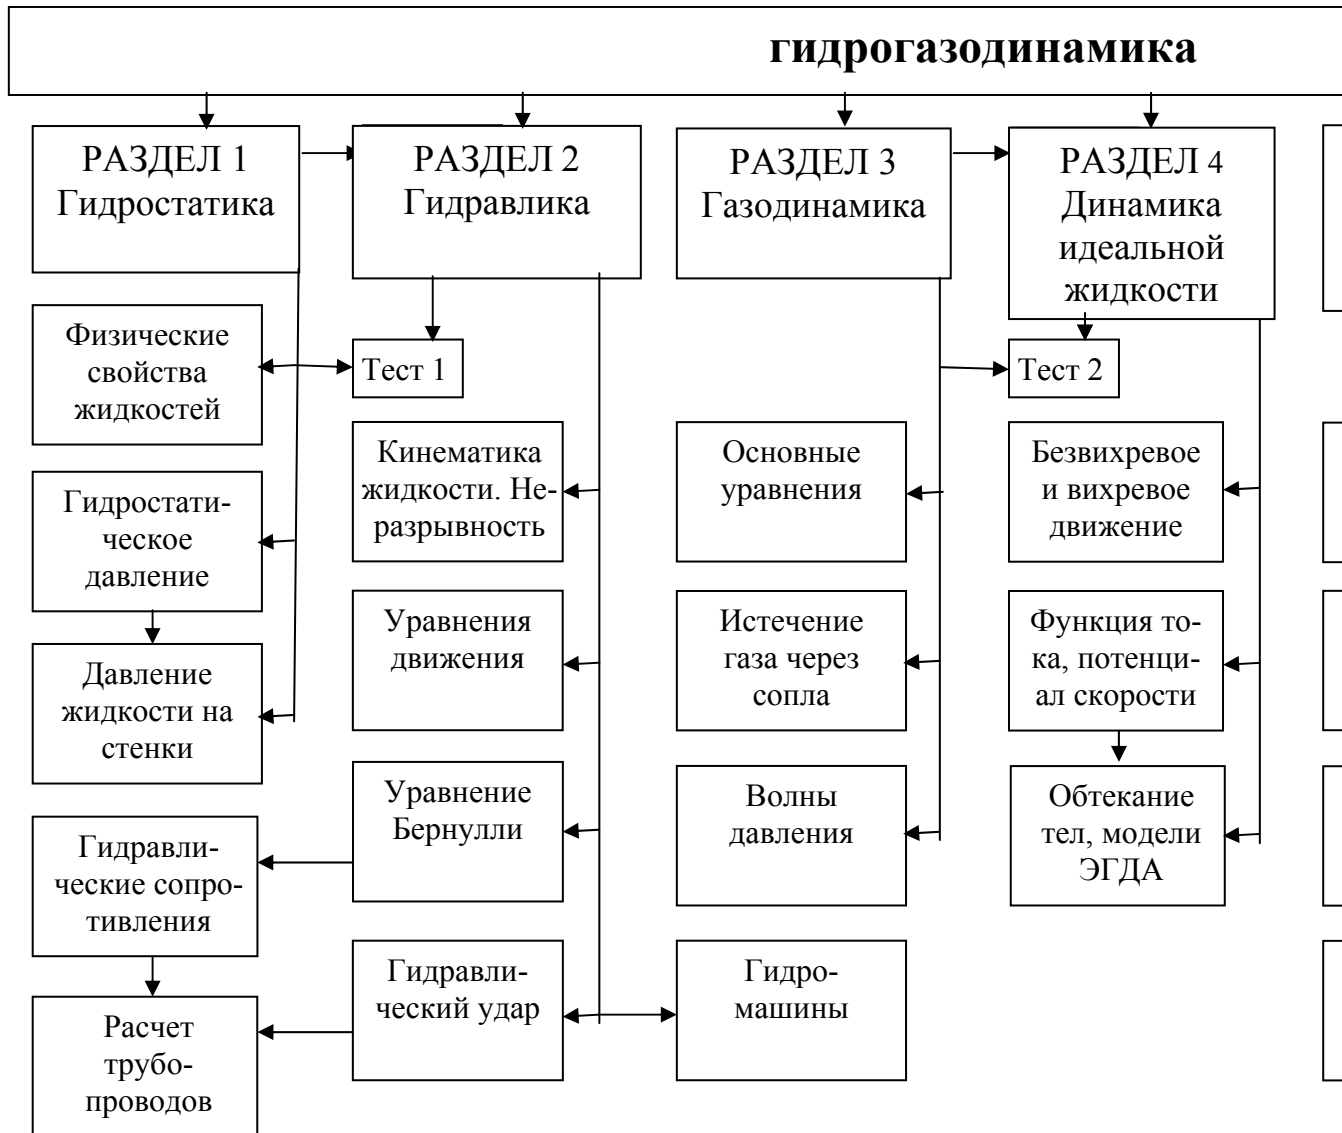 гидрогазодинамика
РАЗДЕЛ 1
Гидростатика
РАЗДЕЛ 2
Гидравлика
РАЗДЕЛ 3
Газодинамика
РАЗДЕЛ 4
Динамика
идеальной
жидкости
Физические
свойства
жидкостей
Тест 1
Тест 2
Гидростати-
ческое
давление
Кинематика
жидкости. Не-
разрывность
Основные
уравнения
Безвихревое
и вихревое
движение
Давление
жидкости на
стенки
Уравнения
движения
Истечение
газа через
сопла
Функция то-
ка, потенци-
ал скорости
Гидравли-
ческие сопро-
тивления
Уравнение
Бернулли
Волны
давления
Обтекание
тел, модели
ЭГДА
Расчет
трубо-
проводов
Гидравли-
ческий удар
Гидро-
машины